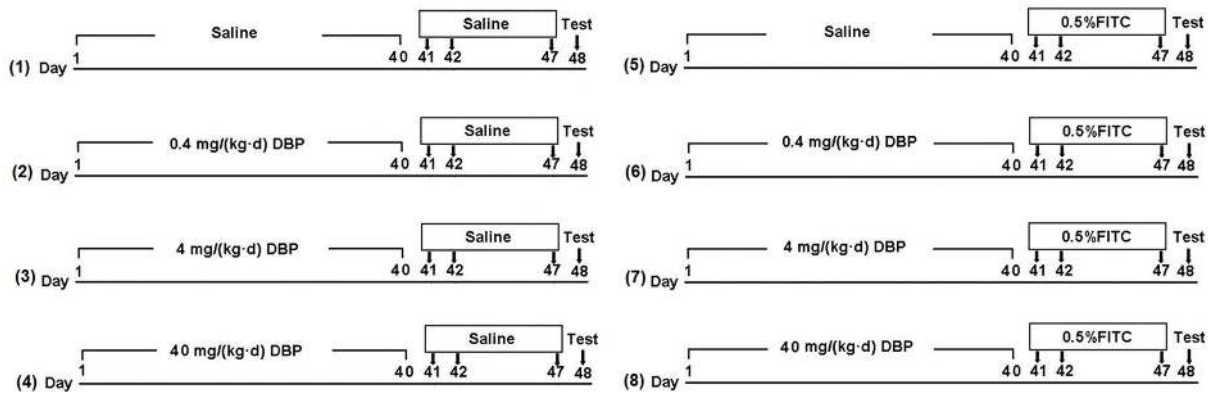 Saline Saline Test
1 40 41 42 47 48
(1) Day
0.4 mg/(kg·d) DBP Saline Test
1 40 41 42 47 48
(2) Day
4 mg/(kg·d) DBP Saline Test
1 40 41 42 47 48
(3) Day
40 mg/(kg·d) DBP Saline Test
1 40 41 42 47 48
(4) Day
Saline 0.5%FITC Test
1 40 41 42 47 48
(5) Day
0.4 mg/(kg·d) DBP 0.5%FITC Test
1 40 41 42 47 48
(6) Day
4 mg/(kg·d) DBP 0.5%FITC Test
1 40 41 42 47 48
(7) Day
40 mg/(kg·d) DBP 0.5%FITC Test
1 40 41 42 47 48
(8) Day